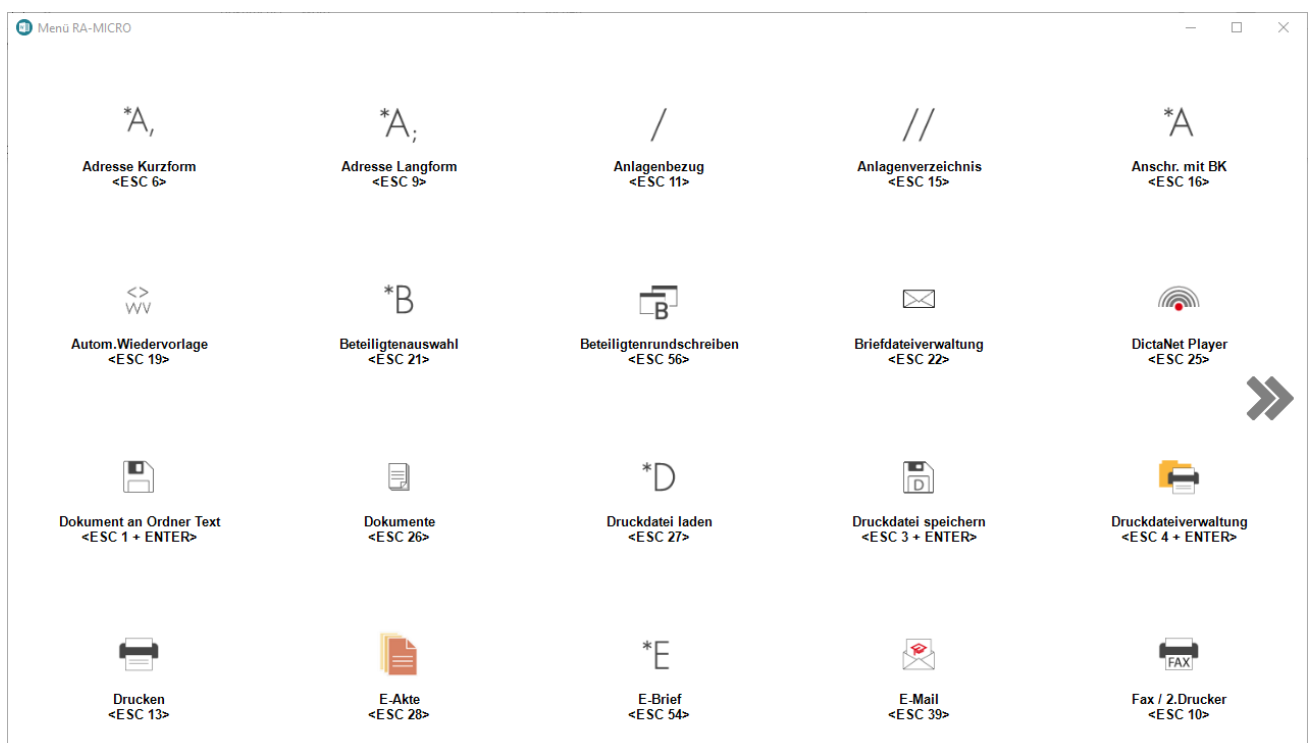 Menü RA-MICRO
*A, *A; / // *A
Adresse Kurzform Adresse Langform Anlagenbezug Anlagenverzeichnis Anschr. mit BK
<ESC 6> <ESC 9> <ESC 11> <ESC 15> <ESC 16>
<> *B B
WV
Autom.Wiedervorlage Beteiligtenauswahl Beteiligtenrundschreiben Briefdateiverwaltung DictaNet Player
<ESC 19> <ESC 21> <ESC 56> <ESC 22> <ESC 25>
*D D
Dokument an Ordner Text Dokumente Druckdatei laden Druckdatei speichern Druckdateiverwaltung
<ESC 1 + ENTER> <ESC 26> <ESC 27> <ESC 3 + ENTER> <ESC 4 + ENTER>
*E FAX
Drucken E-Akte E-Brief E-Mail Fax / 2.Drucker
<ESC 13> <ESC 28> <ESC 54> <ESC 39> <ESC 10>